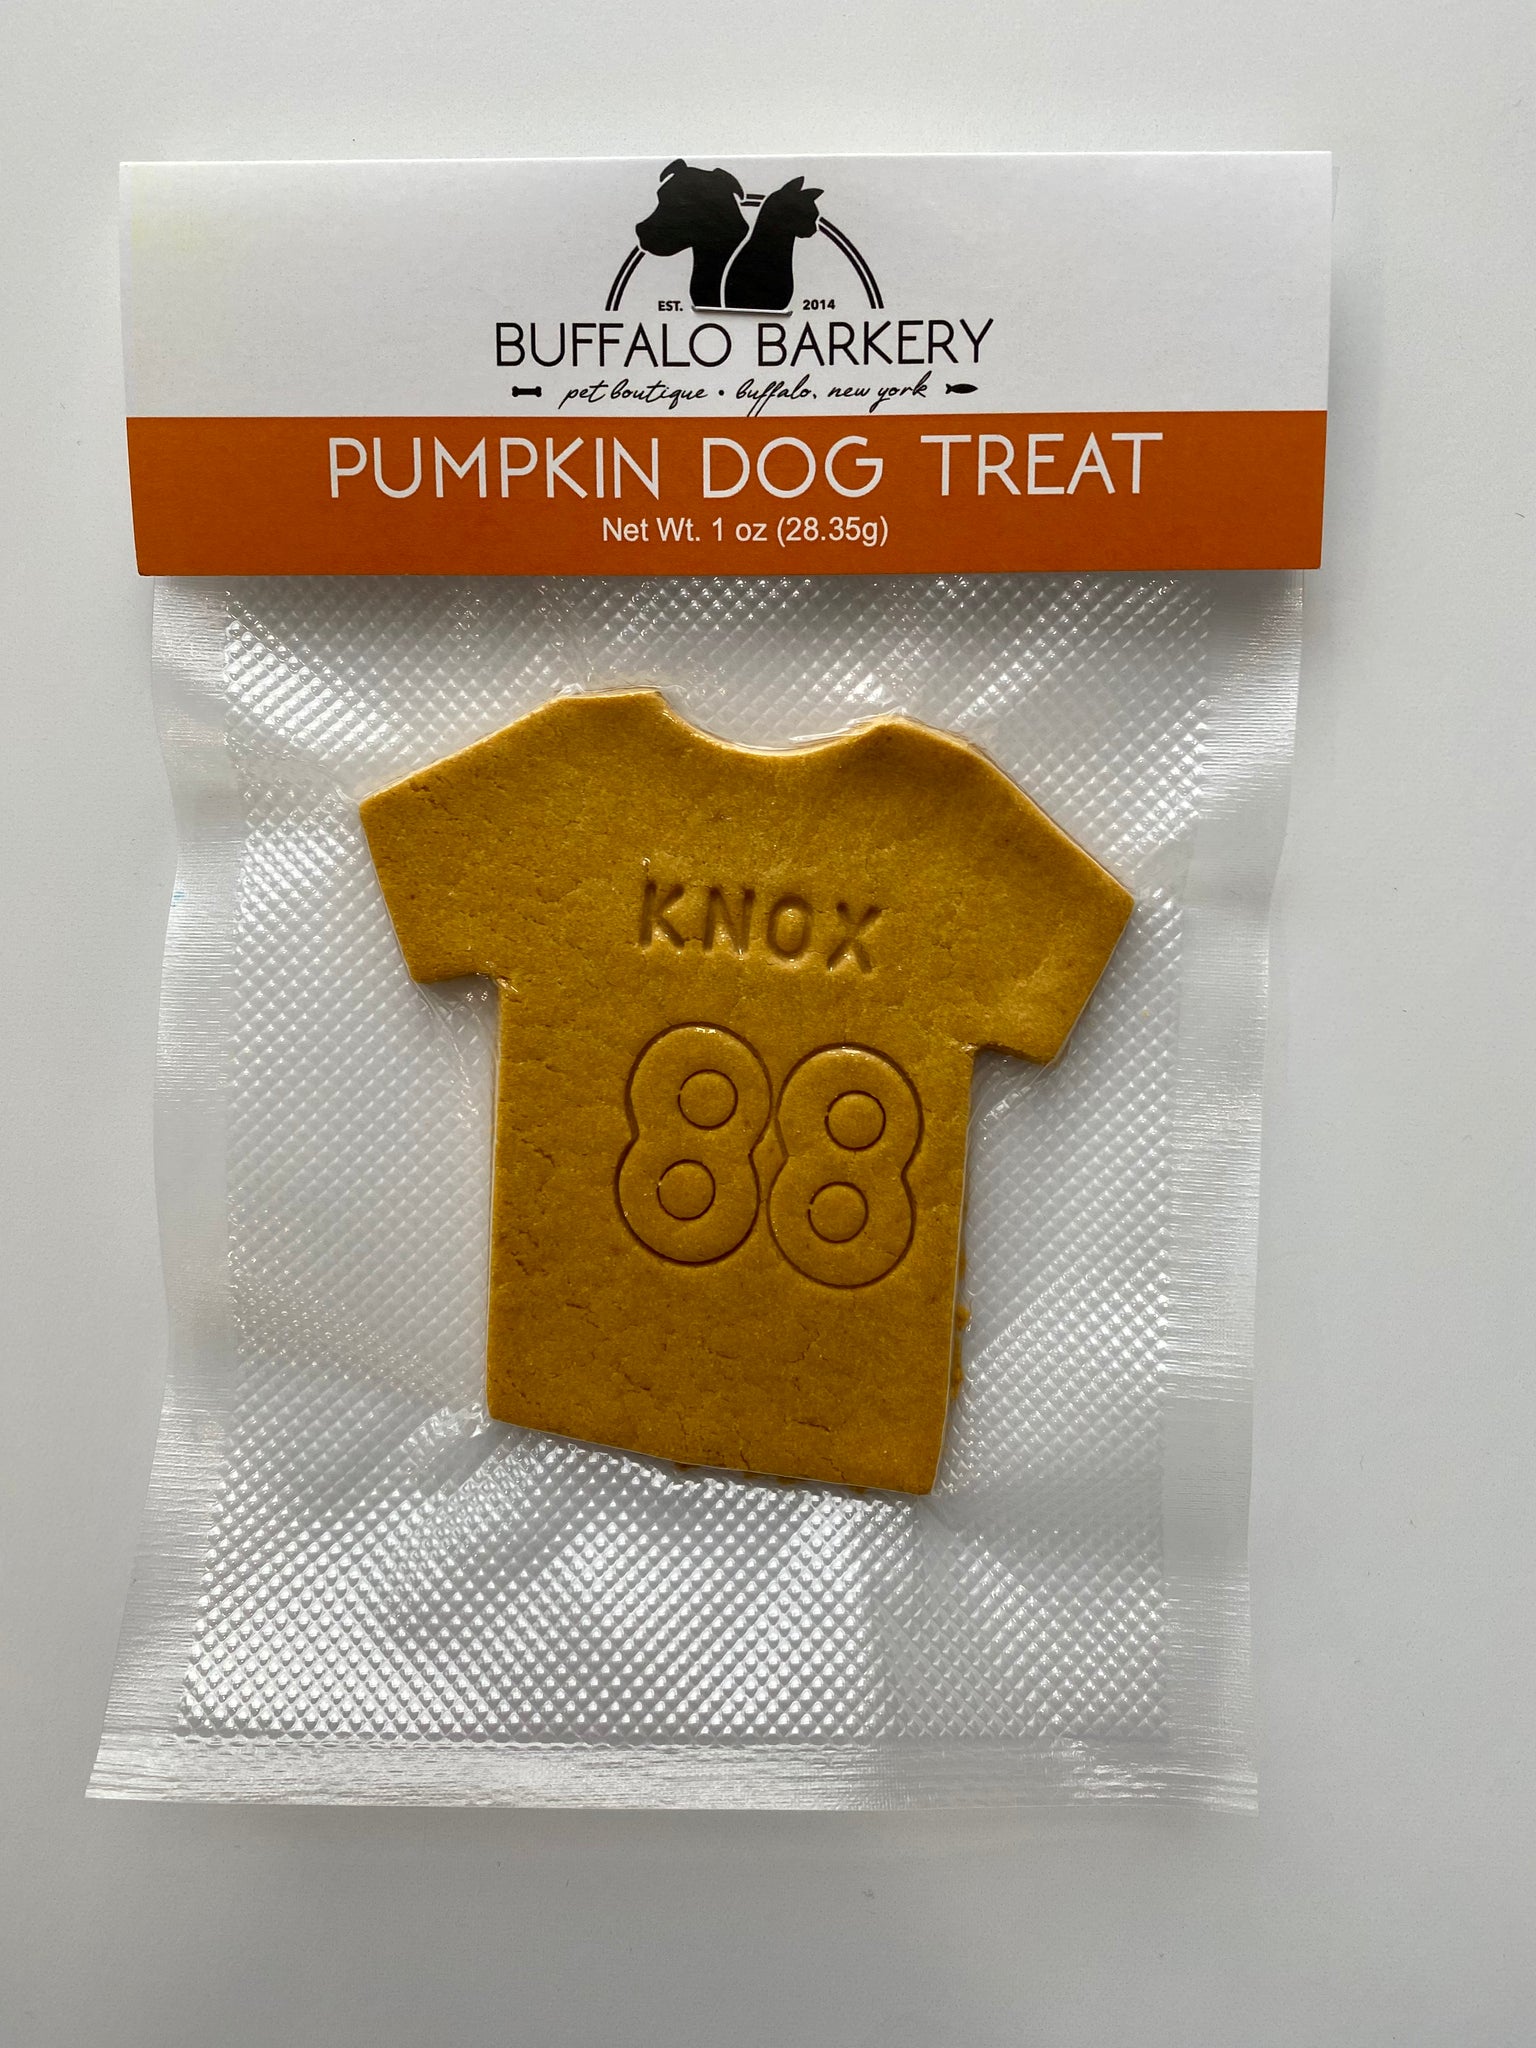 EST. 2014
BUFFALO BARKERY
pet boutique • buffalo, new york
PUMPKIN DOG TREAT
Net Wt. 1 oz (28.35g)
KNOX
88